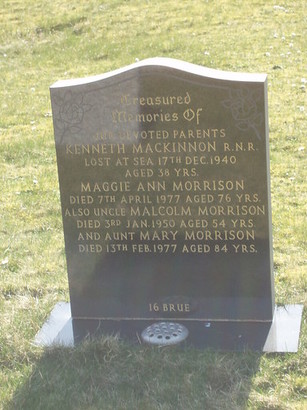 Treasured
Memories Of
OUR DEVOTED PARENTS
KENNETH MACKINNON R.N.R.
LOST AT SEA 17TH DEC. 1940
AGED 38 YRS.
MAGGIE ANN MORRISON
DIED 7TH APRIL 1977 AGED 76 YRS.
ALSO UNCLE MALCOLM MORRISON
DIED 3RD JAN. 1950 AGED 54 YRS.
AND AUNT MARY MORRISON
DIED 13TH FEB. 1977 AGED 84 YRS.
16 BRUE